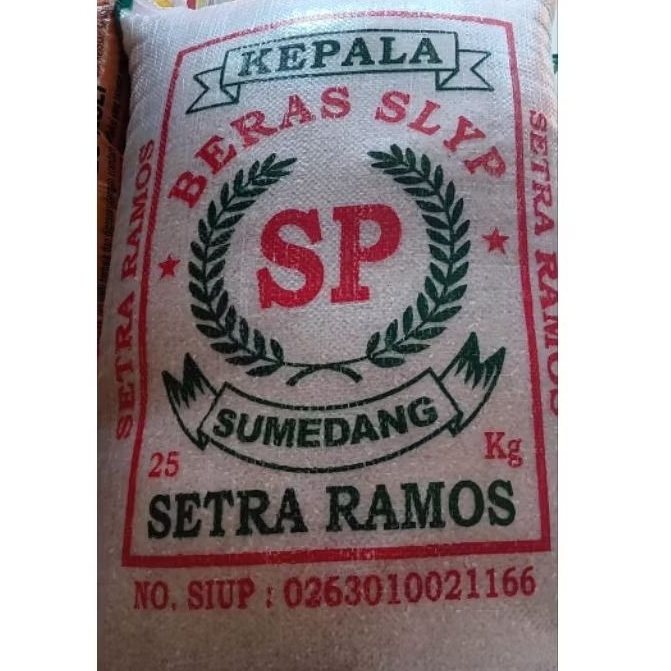 KEPALA
BERAS SLYP
SP
SUMEDANG
25 Kg
SETRA RAMOS
NO. SIUP : 0263010021166
SETRA RAMOS
SETRA RAMOS